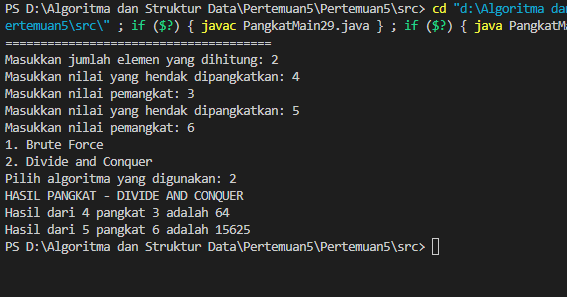 PS D:\Algoritma dan Struktur Data\Pertemuan5\Pertemuan5\src> cd "d:\Algoritma dan
ertemuan5\src\" ; if ($?) { javac PangkatMain29.java } ; if ($?) { java PangkatMa
======================================
Masukkan jumlah elemen yang dihitung: 2
Masukkan nilai yang hendak dipangkatkan: 4
Masukkan nilai pemangkat: 3
Masukkan nilai yang hendak dipangkatkan: 5
Masukkan nilai pemangkat: 6
1. Brute Force
2. Divide and Conquer
Pilih algoritma yang digunakan: 2
HASIL PANGKAT - DIVIDE AND CONQUER
Hasil dari 4 pangkat 3 adalah 64
Hasil dari 5 pangkat 6 adalah 15625
PS D:\Algoritma dan Struktur Data\Pertemuan5\Pertemuan5\src>